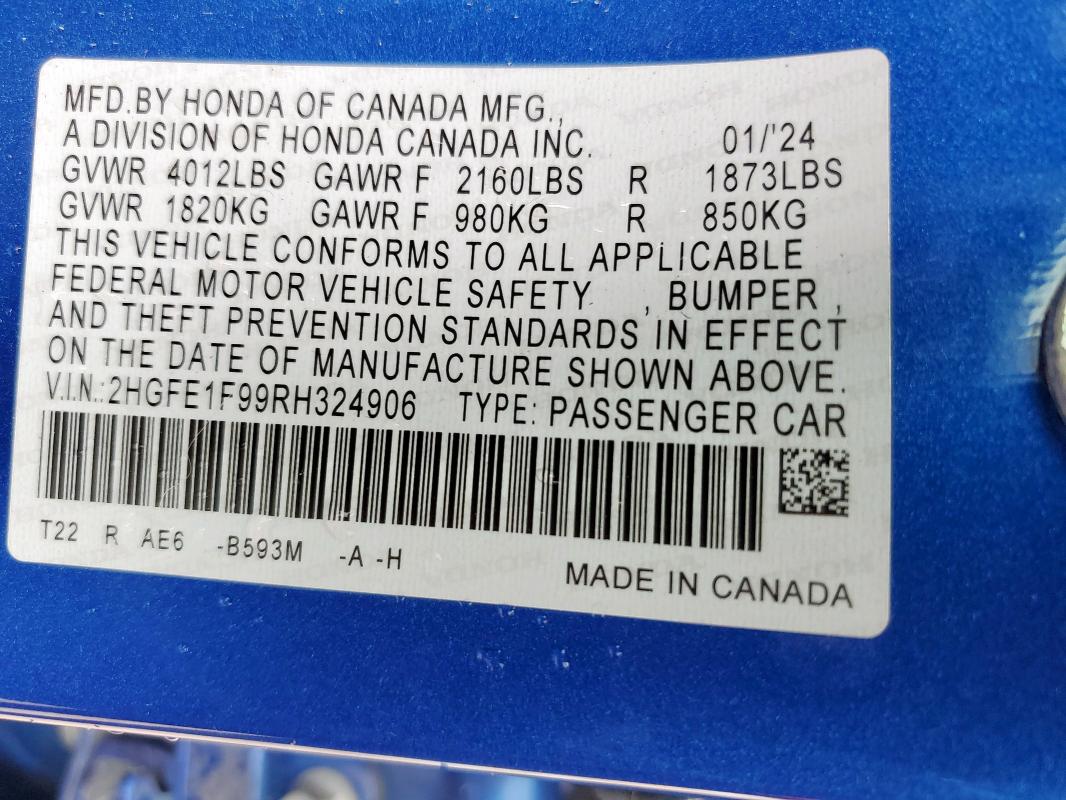 MFD.BY HONDA OF CANADA MFG.,
A DIVISION OF HONDA CANADA INC. 01/'24
GVWR 4012LBS GAWR F 2160LBS R 1873LBS
GVWR 1820KG GAWR F 980KG R 850KG
THIS VEHICLE CONFORMS TO ALL APPLICABLE
FEDERAL MOTOR VEHICLE SAFETY , BUMPER ,
AND THEFT PREVENTION STANDARDS IN EFFECT
ON THE DATE OF MANUFACTURE SHOWN ABOVE.
V.I.N.:2HGFE1F99RH324906 TYPE: PASSENGER CAR
T22 R AE6 -B593M -A -H
MADE IN CANADA